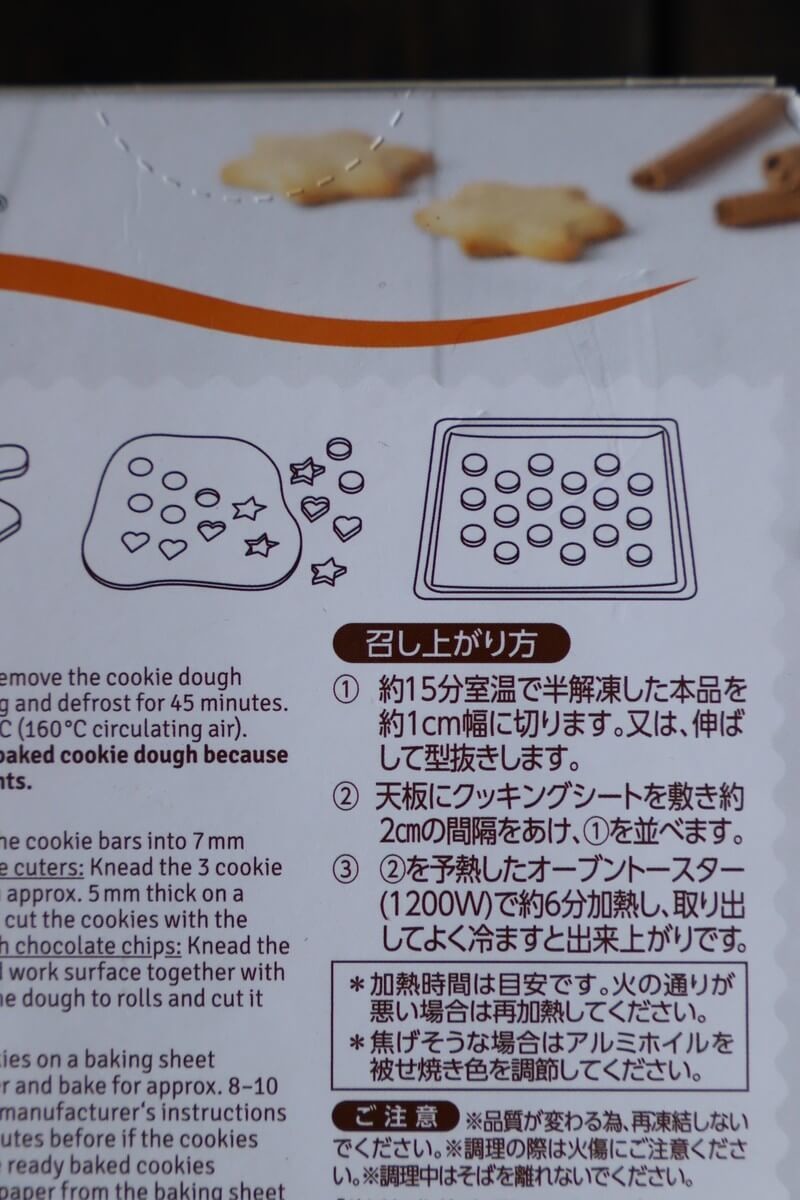 emove the cookie dough
g and defrost for 45 minutes.
C (160°C circulating air).
baked cookie dough because
nts.
he cookie bars into 7 mm
e cuters: Knead the 3 cookie
approx. 5 mm thick on a
cut the cookies with the
h chocolate chips: Knead the
d work surface together with
he dough to rolls and cut it
ies on a baking sheet
r and bake for approx. 8–10
manufacturer's instructions
utes before if the cookies
ready baked cookies
paper from the baking sheet
召し上がり方
① 約15分室温で半解凍した本品を
約1cm幅に切ります。又は、伸ば
して型抜きします。
② 天板にクッキングシートを敷き約
2cmの間隔をあけ、①を並べます。
③ ②を予熱したオーブントースター
(1200W)で約6分加熱し、取り出
してよく冷ますと出来上がりです。
＊加熱時間は目安です。火の通りが
悪い場合は再加熱してください。
＊焦げそうな場合はアルミホイルを
被せ焼き色を調節してください。
ご注意 ※品質が変わる為、再凍結しない
でください。※調理の際は火傷にご注意くださ
い。※調理中はそばを離れないでください。